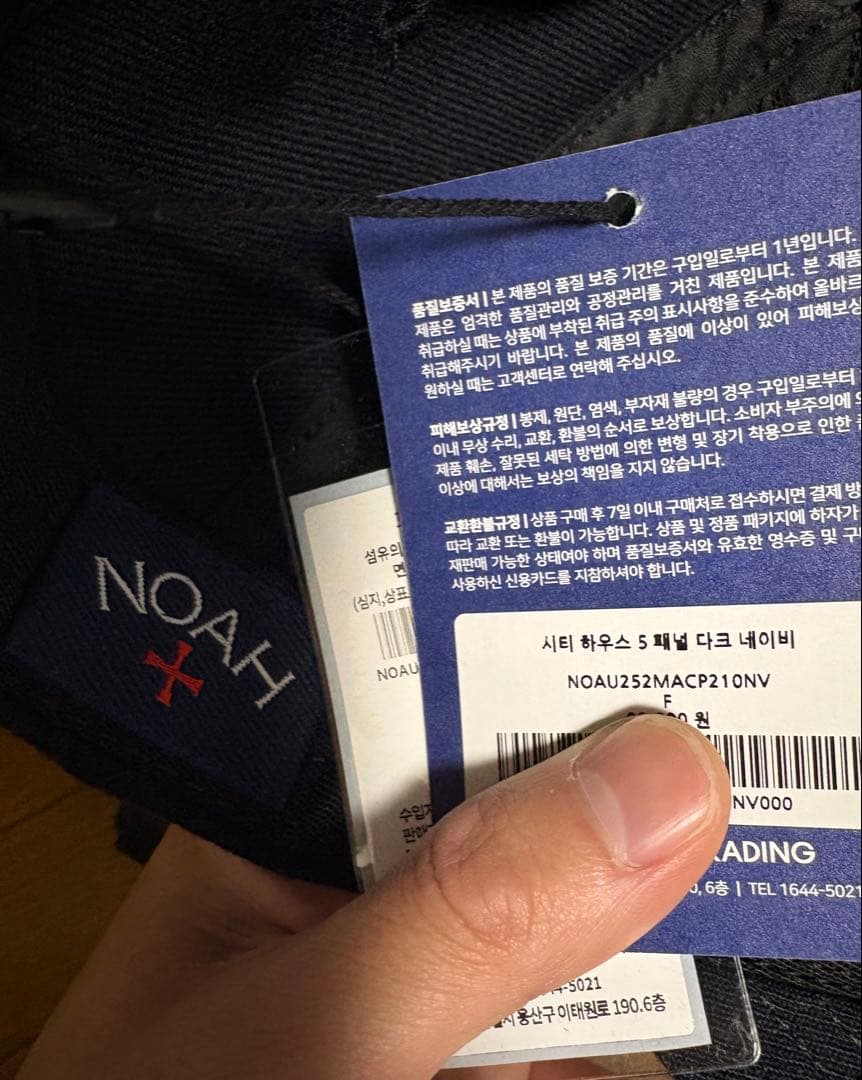 품질보증서 | 본 제품의 품질 보증 기간은 구입일로부터 1년입니다.
제품은 엄격한 품질관리와 공정관리를 거친 제품입니다. 본 제품
취급하실 때는 상품에 부착된 취급 주의 표시사항을 준수하여 올바르
취급해주시기 바랍니다. 본 제품의 품질에 이상이 있어 피해보상
원하실 때는 고객센터로 연락해 주십시오.
피해보상규정 | 봉제, 원단, 염색, 부자재 불량의 경우 구입일로부터
이내 무상 수리, 교환, 환불의 순서로 보상합니다. 소비자 부주의에
제품 훼손, 잘못된 세탁 방법에 의한 변형 및 장기 착용으로 인한
이상에 대해서는 보상의 책임을 지지 않습니다.
교환환불규정 | 상품 구매 후 7일 이내 구매처로 접수하시면 결제 방
따라 교환 또는 환불이 가능합니다. 상품 및 정품 패키지에 하자가
재판매 가능한 상태여야 하며 품질보증서와 유효한 영수증 및 구
사용하신 신용카드를 지참하셔야 합니다.
시티 하우스 5 패널 다크 네이비
NOAU252MACP210NV
F
원
NV000
RADING
6층 | TEL 1644-5021
NOAH
섬유의
면
(심지,상표
NOAU
수입자
판매
44-5021
용산구 이태원로 190.6층